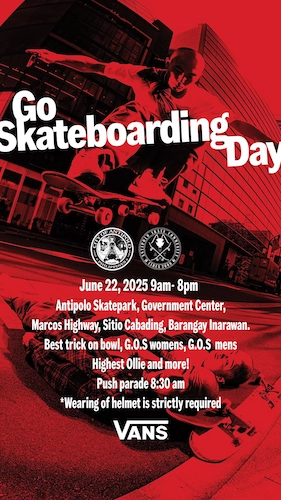 Go
Skateboarding
Day
June 22, 2025 9am- 8pm
Antipolo Skatepark, Government Center,
Marcos Highway, Sitio Cabading, Barangay Inarawan.
Best trick on bowl, G.O.S womens, G.O.S mens
Highest Ollie and more!
Push parade 8:30 am
*Wearing of helmet is strictly required
VANS